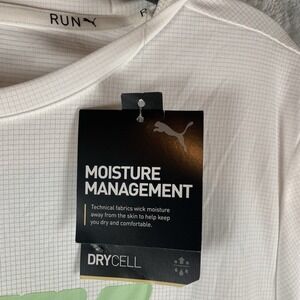 RUN
R
MOISTURE
MANAGEMENT
Technical fabrics wick moisture
away from the skin to help keep
you dry and comfortable.
DRYCELL